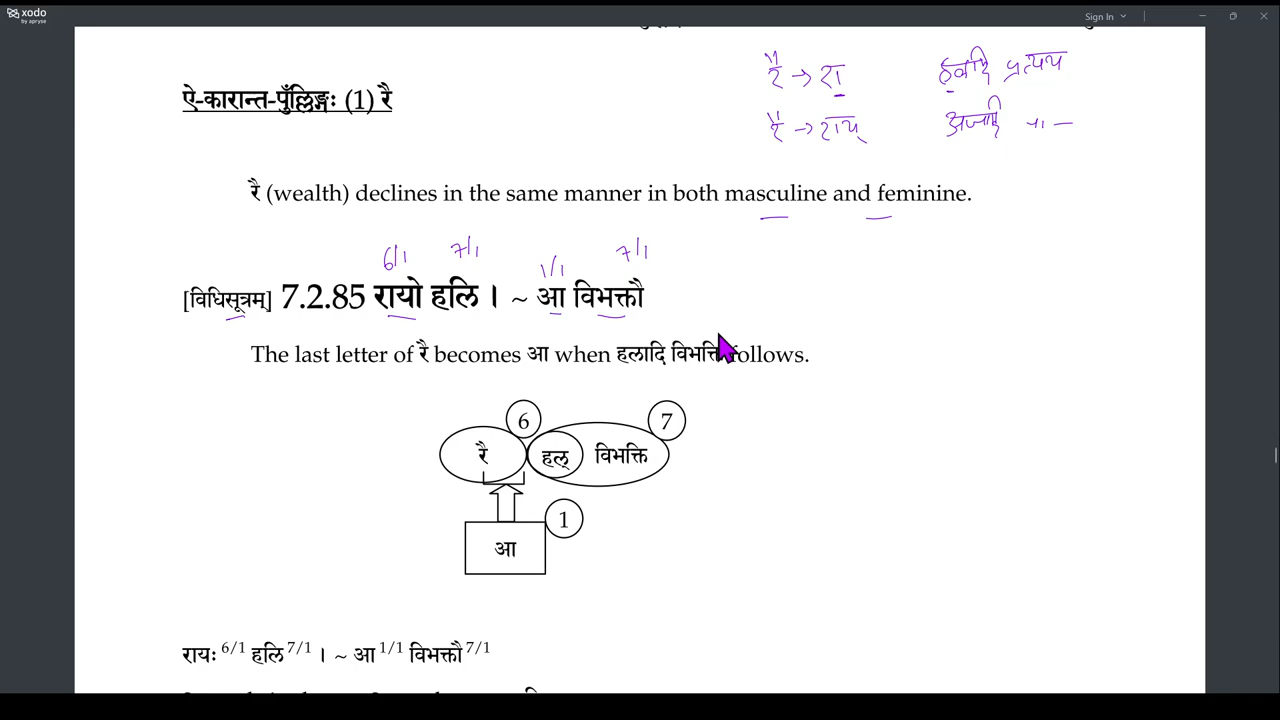 xodo
by apryse
Sign In
रै → रा हलादि प्रत्यय
रै → राय् अजादि -"-
ऐ-कारान्त-पुँल्लिङ्गः (1) रै
रै (wealth) declines in the same manner in both masculine and feminine.
6/1 7/1 1/1 7/1
[विधिसूत्रम्] 7.2.85 रायो हलि । ~ आ विभक्तौ
The last letter of रै becomes आ when हलादि विभक्ति follows.
6 7
रै हल् विभक्ति
1
आ
रायः 6/1 हलि 7/1 । ~ आ 1/1 विभक्तौ 7/1